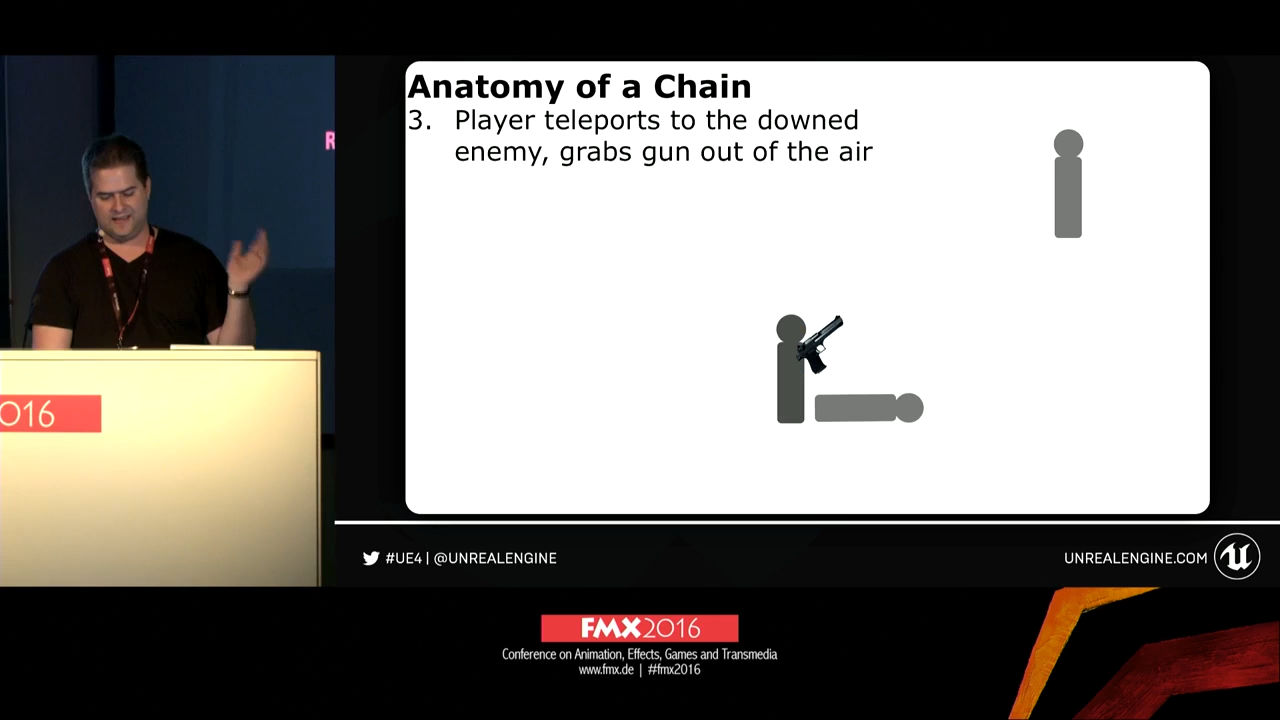 Anatomy of a Chain
3. Player teleports to the downed
enemy, grabs gun out of the air
R
016
#UE4 | @UNREALENGINE
UNREALENGINE.COM
FMX2016
Conference on Animation, Effects, Games and Transmedia
www.fmx.de | #fmx2016